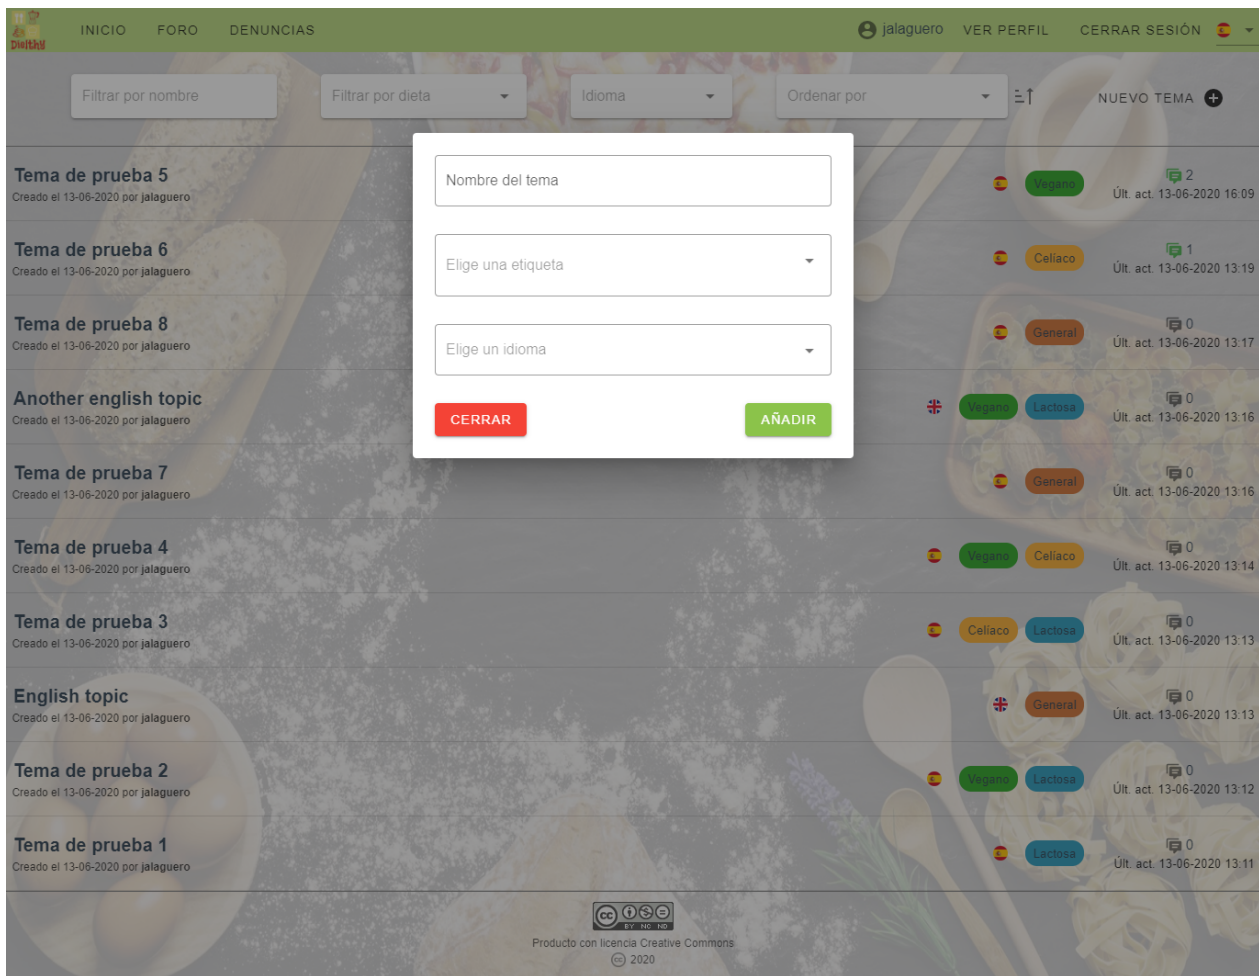 Dielthy
INICIO FORO DENUNCIAS jalaguero VER PERFIL CERRAR SESIÓN
Filtrar por nombre Filtrar por dieta Idioma Ordenar por NUEVO TEMA
Nombre del tema
Elige una etiqueta
Elige un idioma
CERRAR AÑADIR
Tema de prueba 5 Vegano 2
Creado el 13-06-2020 por jalaguero Últ. act. 13-06-2020 16:09
Tema de prueba 6 Celíaco 1
Creado el 13-06-2020 por jalaguero Últ. act. 13-06-2020 13:19
Tema de prueba 8 General 0
Creado el 13-06-2020 por jalaguero Últ. act. 13-06-2020 13:17
Another english topic Vegano Lactosa 0
Creado el 13-06-2020 por jalaguero Últ. act. 13-06-2020 13:16
Tema de prueba 7 General 0
Creado el 13-06-2020 por jalaguero Últ. act. 13-06-2020 13:16
Tema de prueba 4 Vegano Celíaco 0
Creado el 13-06-2020 por jalaguero Últ. act. 13-06-2020 13:14
Tema de prueba 3 Celíaco Lactosa 0
Creado el 13-06-2020 por jalaguero Últ. act. 13-06-2020 13:13
English topic General 0
Creado el 13-06-2020 por jalaguero Últ. act. 13-06-2020 13:13
Tema de prueba 2 Vegano Lactosa 0
Creado el 13-06-2020 por jalaguero Últ. act. 13-06-2020 13:12
Tema de prueba 1 Lactosa 0
Creado el 13-06-2020 por jalaguero Últ. act. 13-06-2020 13:11
cc
BY NC ND
Producto con licencia Creative Commons
cc 2020